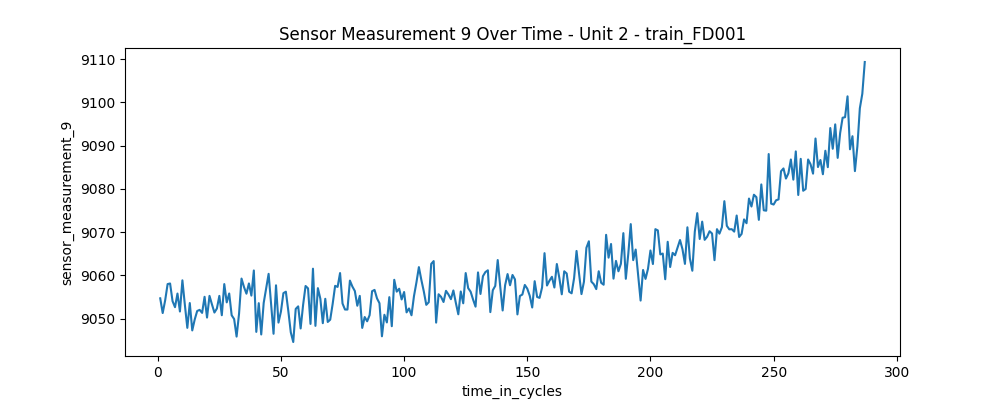 Sensor Measurement 9 Over Time - Unit 2 - train_FD001
9110
9100
9090
9080
9070
9060
9050
sensor_measurement_9
0 50 100 150 200 250 300
time_in_cycles